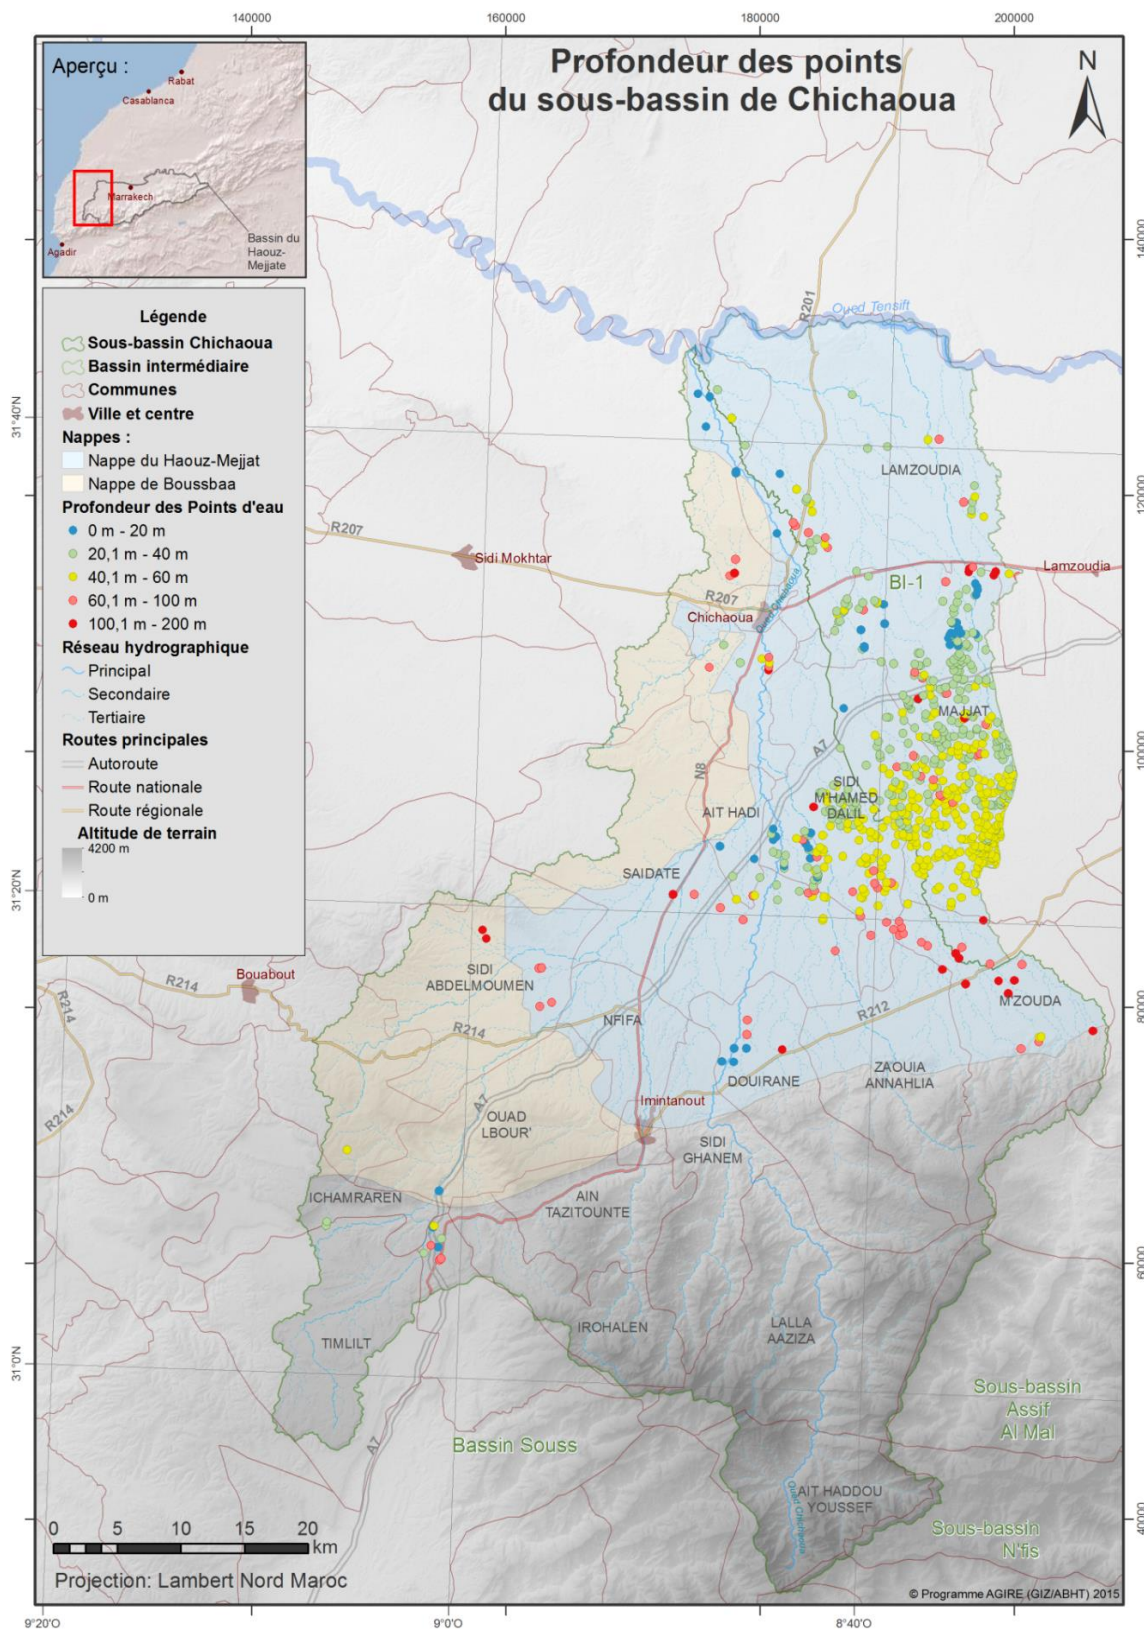 140000
160000
180000
200000
Profondeur des points
du sous-bassin de Chichaoua
N
Aperçu :
Rabat
Casablanca
Marrakech
Agadir
Bassin du
Haouz-
Mejjate
Légende
Sous-bassin Chichaoua
Bassin intermédiaire
Communes
Ville et centre
Nappes :
Nappe du Haouz-Mejjat
Nappe de Boussbaa
Profondeur des Points d'eau
0 m - 20 m
20,1 m - 40 m
40,1 m - 60 m
60,1 m - 100 m
100,1 m - 200 m
Réseau hydrographique
Principal
Secondaire
Tertiaire
Routes principales
Autoroute
Route nationale
Route régionale
Altitude de terrain
4200 m
0 m
140000
120000
100000
80000
60000
40000
31°40'N
31°20'N
31°0'N
R201
Oued Tensift
LAMZOUDIA
R207
Sidi Mokhtar
Lamzoudia
BI-1
R207
Chichaoua
Oued Chichaoua
MAJJAT
A7
N8
SIDI
M'HAMED
DALIL
AIT HADI
SAIDATE
Bouabout
R214
R214
SIDI
ABDELMOUMEN
M'ZOUDA
NFIFA
R214
R212
DOUIRANE
ZAOUIA
ANNAHLIA
R214
A7
OUAD
LBOUR'
Imintanout
SIDI
GHANEM
ICHAMRAREN
AIN
TAZITOUNTE
TIMLILT
IROHALEN
LALLA
AAZIZA
Sous-bassin
Assif
Al Mal
Bassin Souss
A7
AIT HADDOU
YOUSSEF
Oued Chichaoua
Sous-bassin
N'fis
0 5 10 15 20
km
Projection: Lambert Nord Maroc
© Programme AGIRE (GIZ/ABHT) 2015
9°20'O
9°0'O
8°40'O